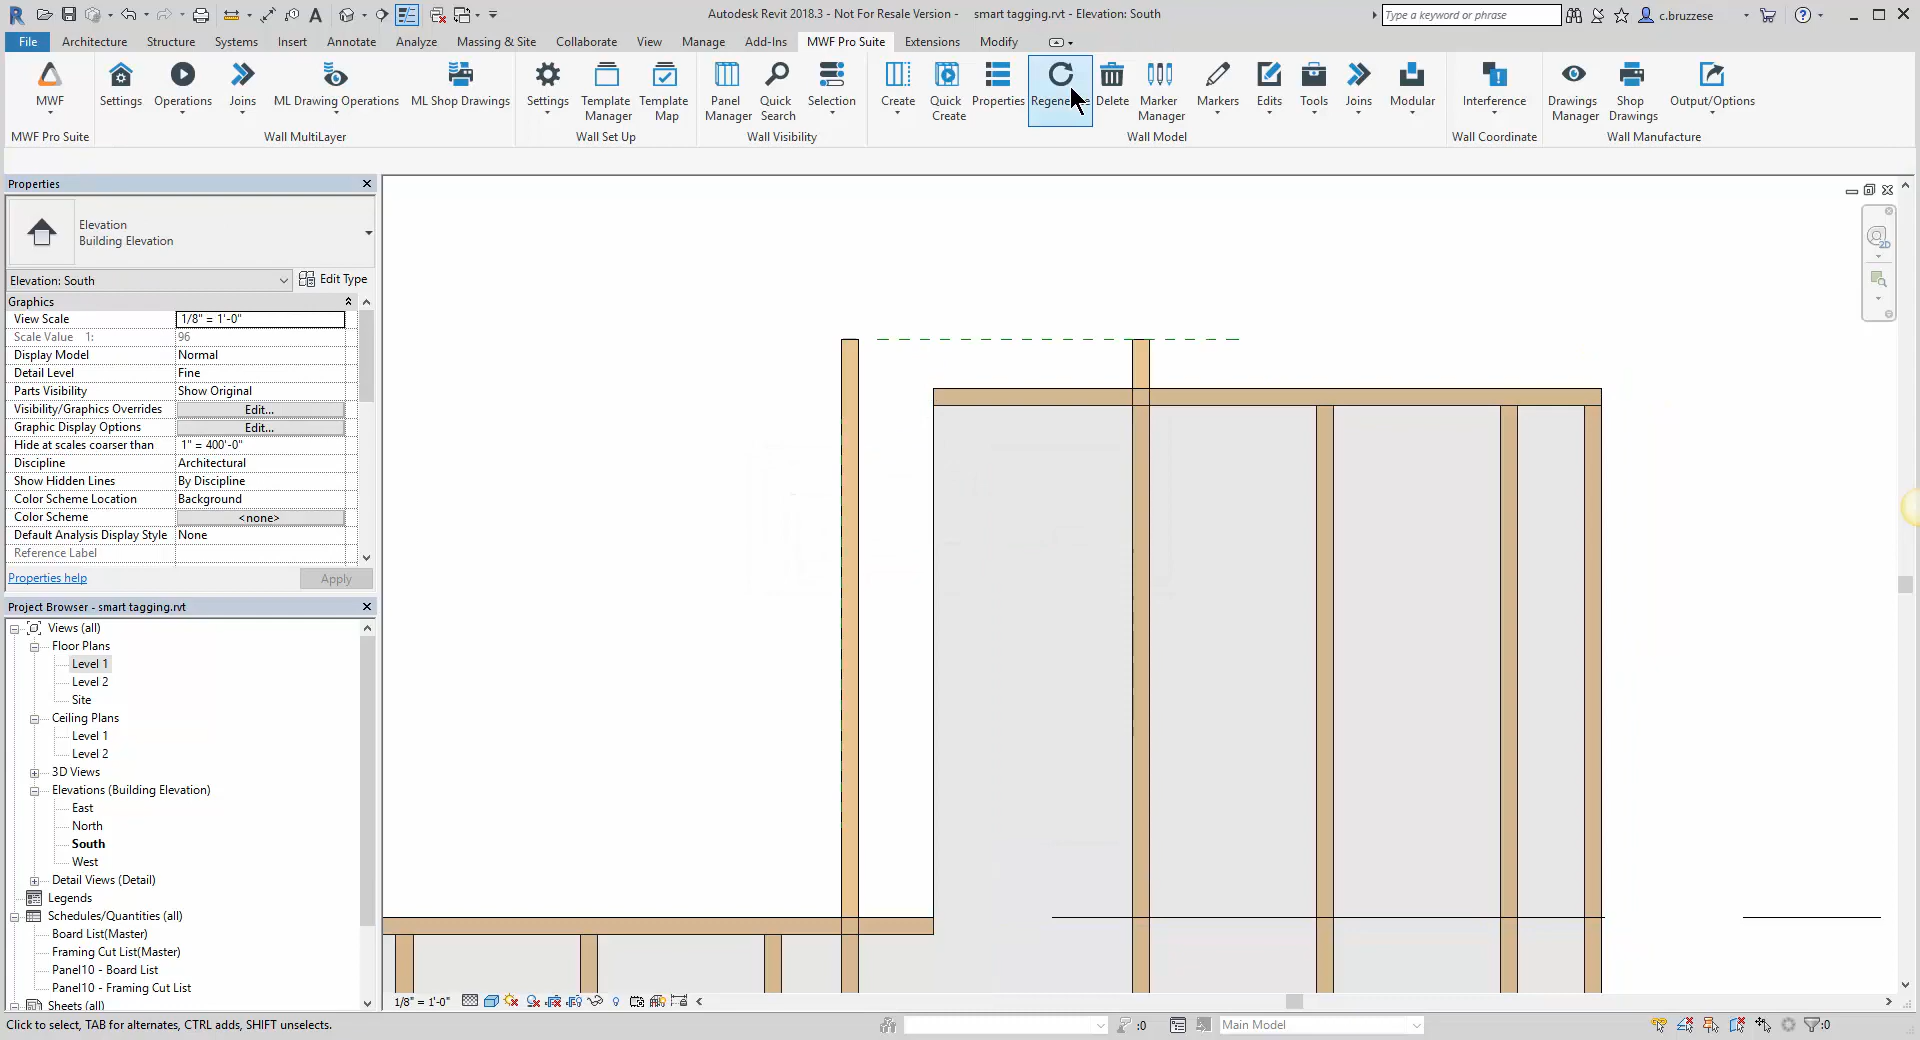 Autodesk Revit 2018.3 - Not For Resale Version - smart tagging.rvt - Elevation: South
Type a keyword or phrase
c.bruzzese
File Architecture Structure Systems Insert Annotate Analyze Massing & Site Collaborate View Manage Add-Ins MWF Pro Suite Extensions Modify
MWF Settings Operations Joins ML Drawing Operations ML Shop Drawings Settings Template Manager Template Map Panel Manager Quick Search Selection Create Quick Create Properties Delete Marker Manager Markers Edits Tools Joins Modular Interference Drawings Manager Shop Drawings Output/Options
MWF Pro Suite Wall MultiLayer Wall Set Up Wall Visibility Wall Model Wall Coordinate Wall Manufacture
Properties
Elevation
Building Elevation
Elevation: South Edit Type
Graphics
View Scale 1/8" = 1'-0"
Scale Value 1: 96
Display Model Normal
Detail Level Fine
Parts Visibility Show Original
Visibility/Graphics Overrides Edit...
Graphic Display Options Edit...
Hide at scales coarser than 1" = 400'-0"
Discipline Architectural
Show Hidden Lines By Discipline
Color Scheme Location Background
Color Scheme <none>
Default Analysis Display Style None
Reference Label
Properties help Apply
Project Browser - smart tagging.rvt
Views (all)
Floor Plans
Level 1
Level 2
Site
Ceiling Plans
Level 1
Level 2
3D Views
Elevations (Building Elevation)
East
North
South
West
Detail Views (Detail)
Legends
Schedules/Quantities (all)
Board List(Master)
Framing Cut List(Master)
Panel10 - Board List
Panel10 - Framing Cut List
Sheets (all)
2D
1/8" = 1'-0"
Click to select, TAB for alternates, CTRL adds, SHIFT unselects.
:0
Main Model
:0